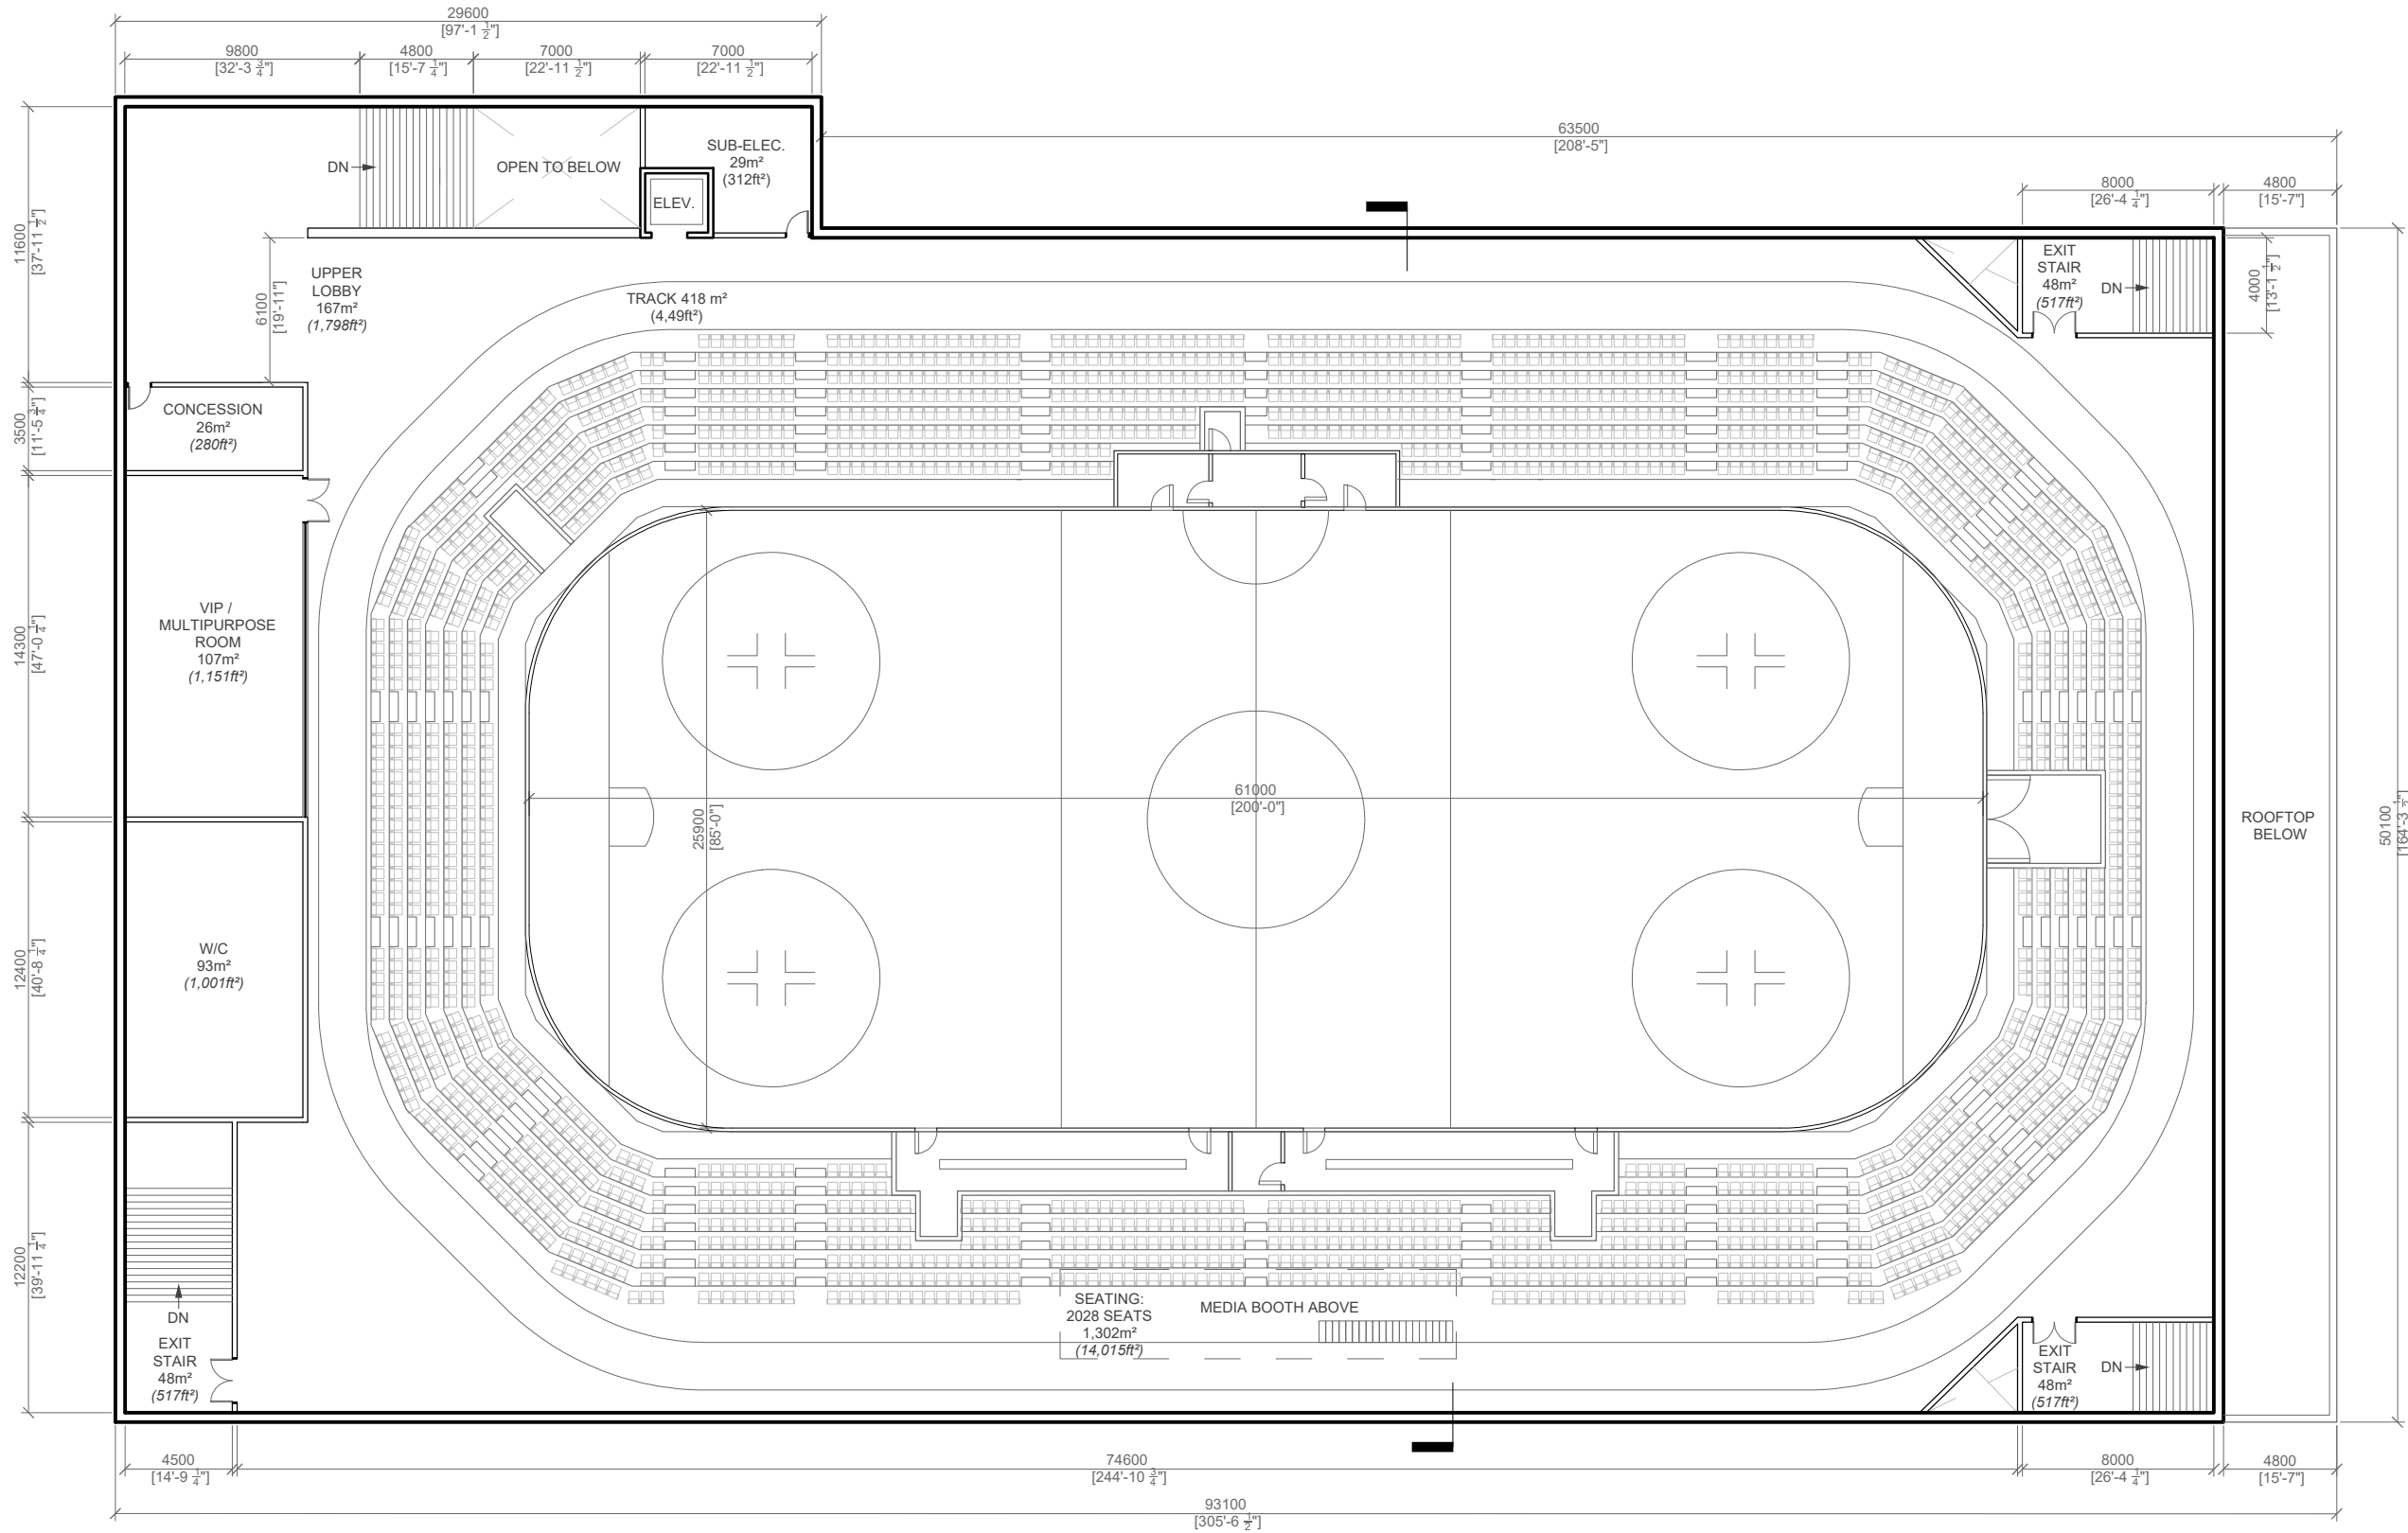 29600
[97'-1 1/2"]
9800
[32'-3 3/4"]
4800
[15'-7 1/4"]
7000
[22'-11 1/2"]
7000
[22'-11 1/2"]
63500
[208'-5"]
8000
[26'-4 1/4"]
4800
[15'-7"]
DN
OPEN TO BELOW
SUB-ELEC.
29m²
(312ft²)
ELEV.
11600
[37'-11 1/2"]
6100
[19'-11"]
UPPER
LOBBY
167m²
(1,798ft²)
TRACK 418 m²
(4,49ft²)
EXIT
STAIR
48m²
(517ft²)
DN
4000
[13'-1 1/2"]
3500
[11'-5 3/4"]
CONCESSION
26m²
(280ft²)
14300
[47'-0 1/4"]
VIP /
MULTIPURPOSE
ROOM
107m²
(1,151ft²)
61000
[200'-0"]
25900
[85'-0"]
ROOFTOP
BELOW
50100
[164'-3 1/2"]
12400
[40'-8 1/4"]
W/C
93m²
(1,001ft²)
12200
[39'-11 1/4"]
DN
EXIT
STAIR
48m²
(517ft²)
SEATING:
2028 SEATS
1,302m²
(14,015ft²)
MEDIA BOOTH ABOVE
EXIT
STAIR
48m²
(517ft²)
DN
4500
[14'-9 1/4"]
74600
[244'-10 3/4"]
8000
[26'-4 1/4"]
4800
[15'-7"]
93100
[305'-6 1/2"]